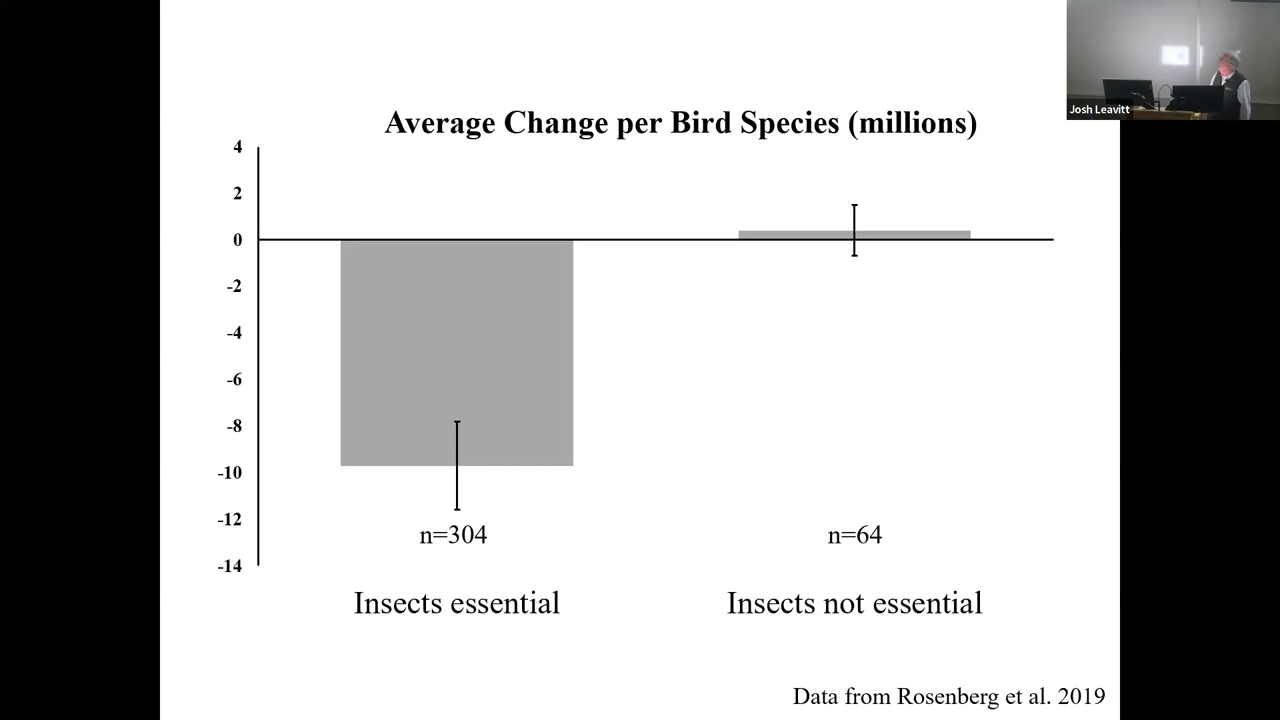 Josh Leavitt
Average Change per Bird Species (millions)
4
2
0
-2
-4
-6
-8
-10
-12
-14
n=304
n=64
Insects essential
Insects not essential
Data from Rosenberg et al. 2019